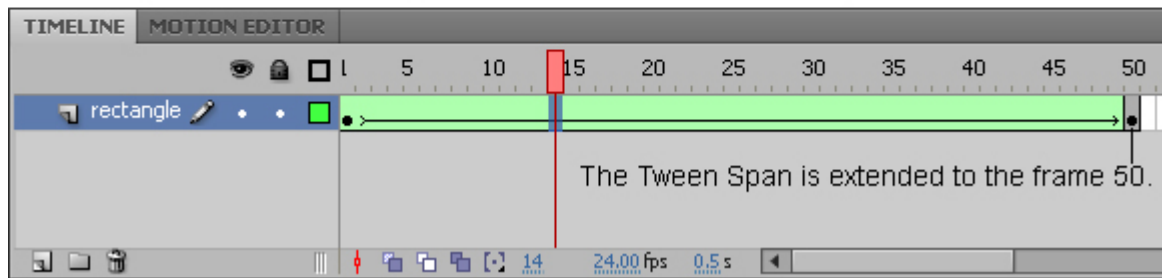 TIMELINE MOTION EDITOR
1 5 10 15 20 25 30 35 40 45 50
rectangle
The Tween Span is extended to the frame 50.
14 24.00 fps 0.5 s